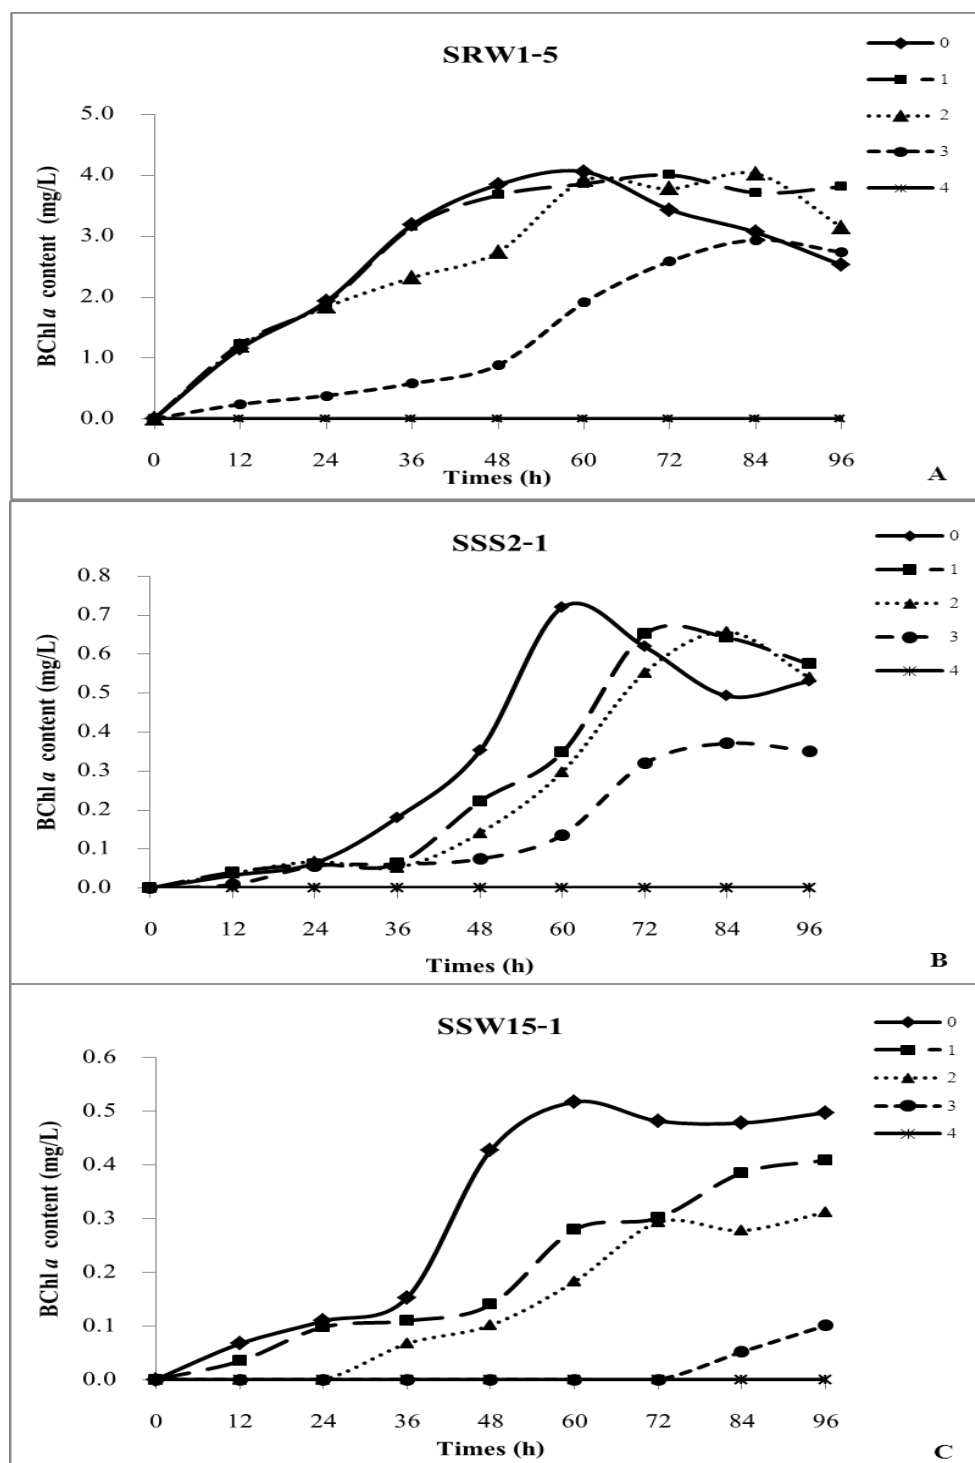 SRW1-5
0
1
2
3
4
BChl a content (mg/L)
5.0
4.0
3.0
2.0
1.0
0.0
0 12 24 36 48 60 72 84 96
Times (h)
A
SSS2-1
0
1
2
3
4
BChl a content (mg/L)
0.8
0.7
0.6
0.5
0.4
0.3
0.2
0.1
0.0
0 12 24 36 48 60 72 84 96
Times (h)
B
SSW15-1
0
1
2
3
4
BChl a content (mg/L)
0.6
0.5
0.4
0.3
0.2
0.1
0.0
0 12 24 36 48 60 72 84 96
Times (h)
C